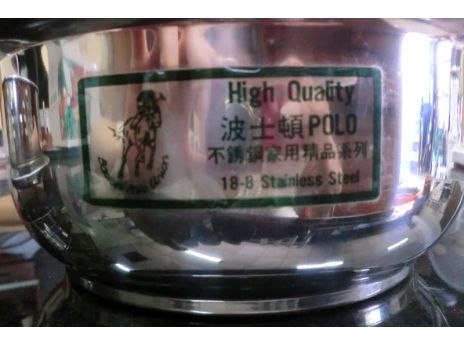 High Quality
波士頓POLO
不銹鋼家用精品系列
18-8 Stainless Steel